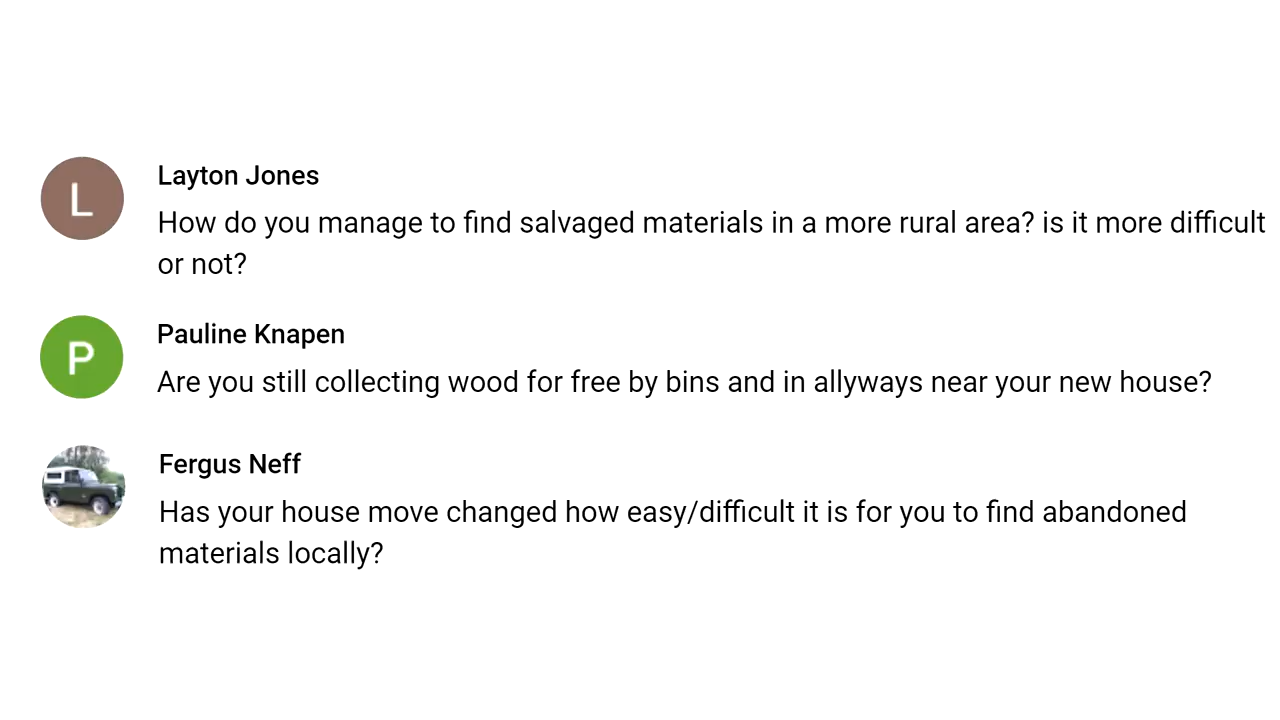 L
Layton Jones
How do you manage to find salvaged materials in a more rural area? is it more difficult
or not?
P
Pauline Knapen
Are you still collecting wood for free by bins and in allyways near your new house?
Fergus Neff
Has your house move changed how easy/difficult it is for you to find abandoned
materials locally?